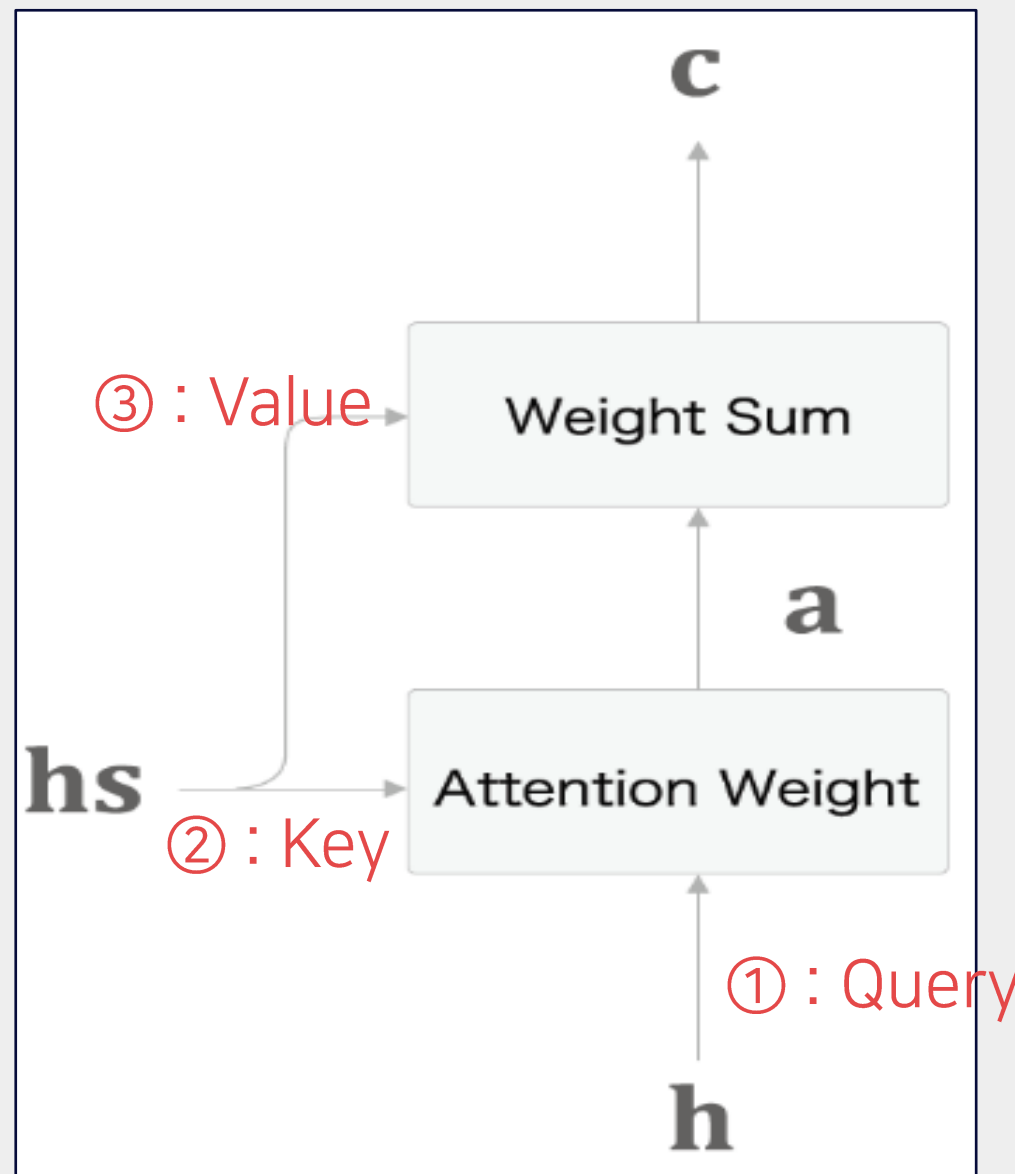 c
③ : Value
Weight Sum
a
hs
Attention Weight
② : Key
① : Query
h